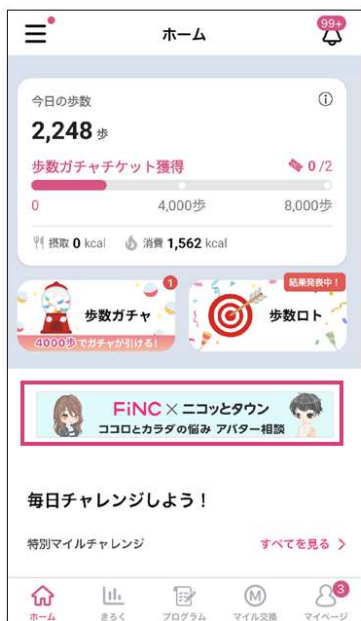 ホーム
99+
今日の歩数
2,248 歩
歩数ガチャチケット獲得 0 /2
0 4,000歩 8,000歩
摂取 0 kcal 消費 1,562 kcal
1
歩数ガチャ
4000歩でガチャが引ける!
結果発表中!
歩数ロト
FiNC×ニコッとタウン
ココロとカラダの悩み アバター相談
毎日チャレンジしよう!
特別マイルチャレンジ すべてを見る
3
ホーム きろく プログラム マイル交換 マイページ